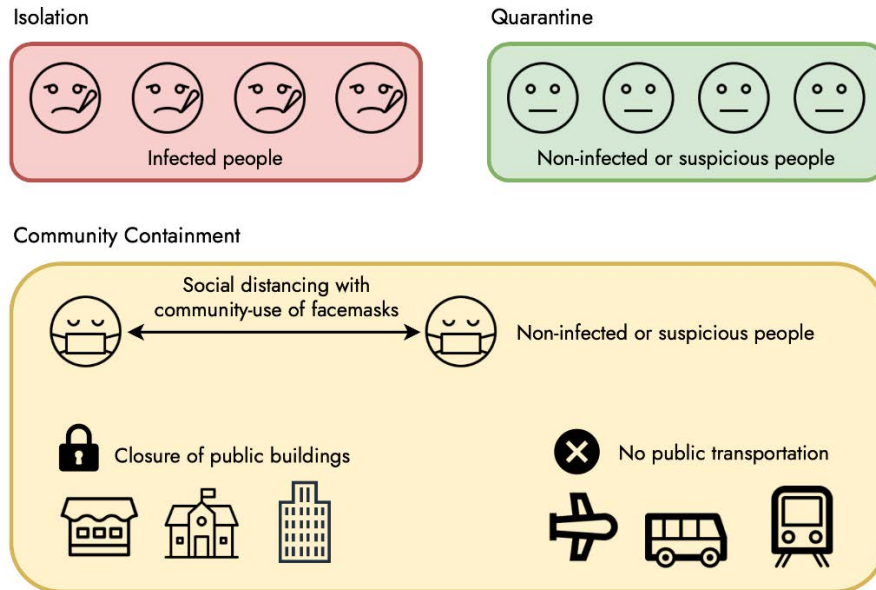 Isolation
Quarantine
Infected people
Non-infected or suspicious people
Community Containment
Social distancing with
community-use of facemasks
Non-infected or suspicious people
Closure of public buildings
No public transportation